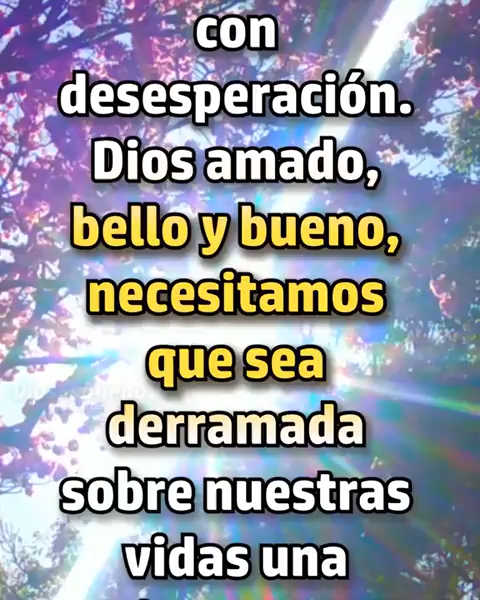 con
desesperación.
Dios amado,
bello y bueno,
necesitamos
que sea
derramada
sobre nuestras
vidas una